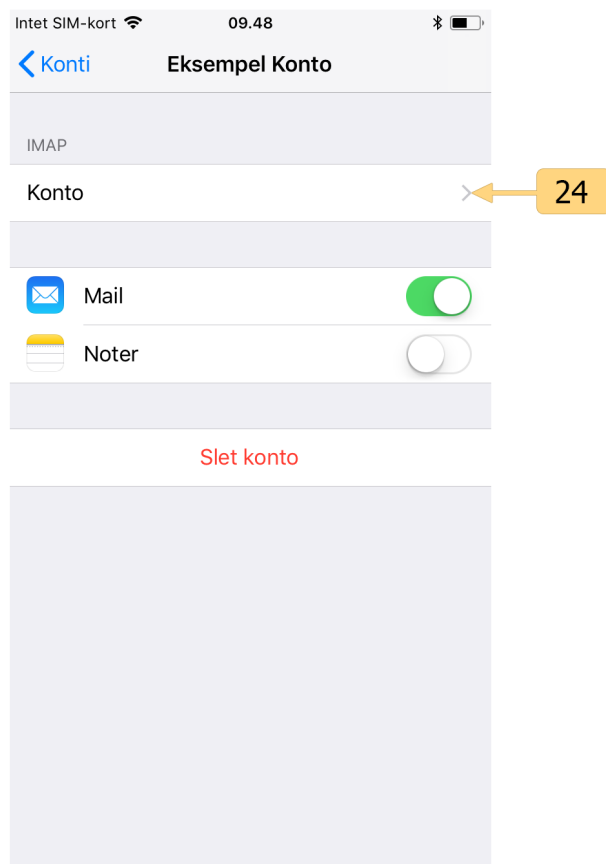 Intet SIM-kort 09.48
Konti Eksempel Konto
IMAP
Konto
24
Mail
Noter
Slet konto